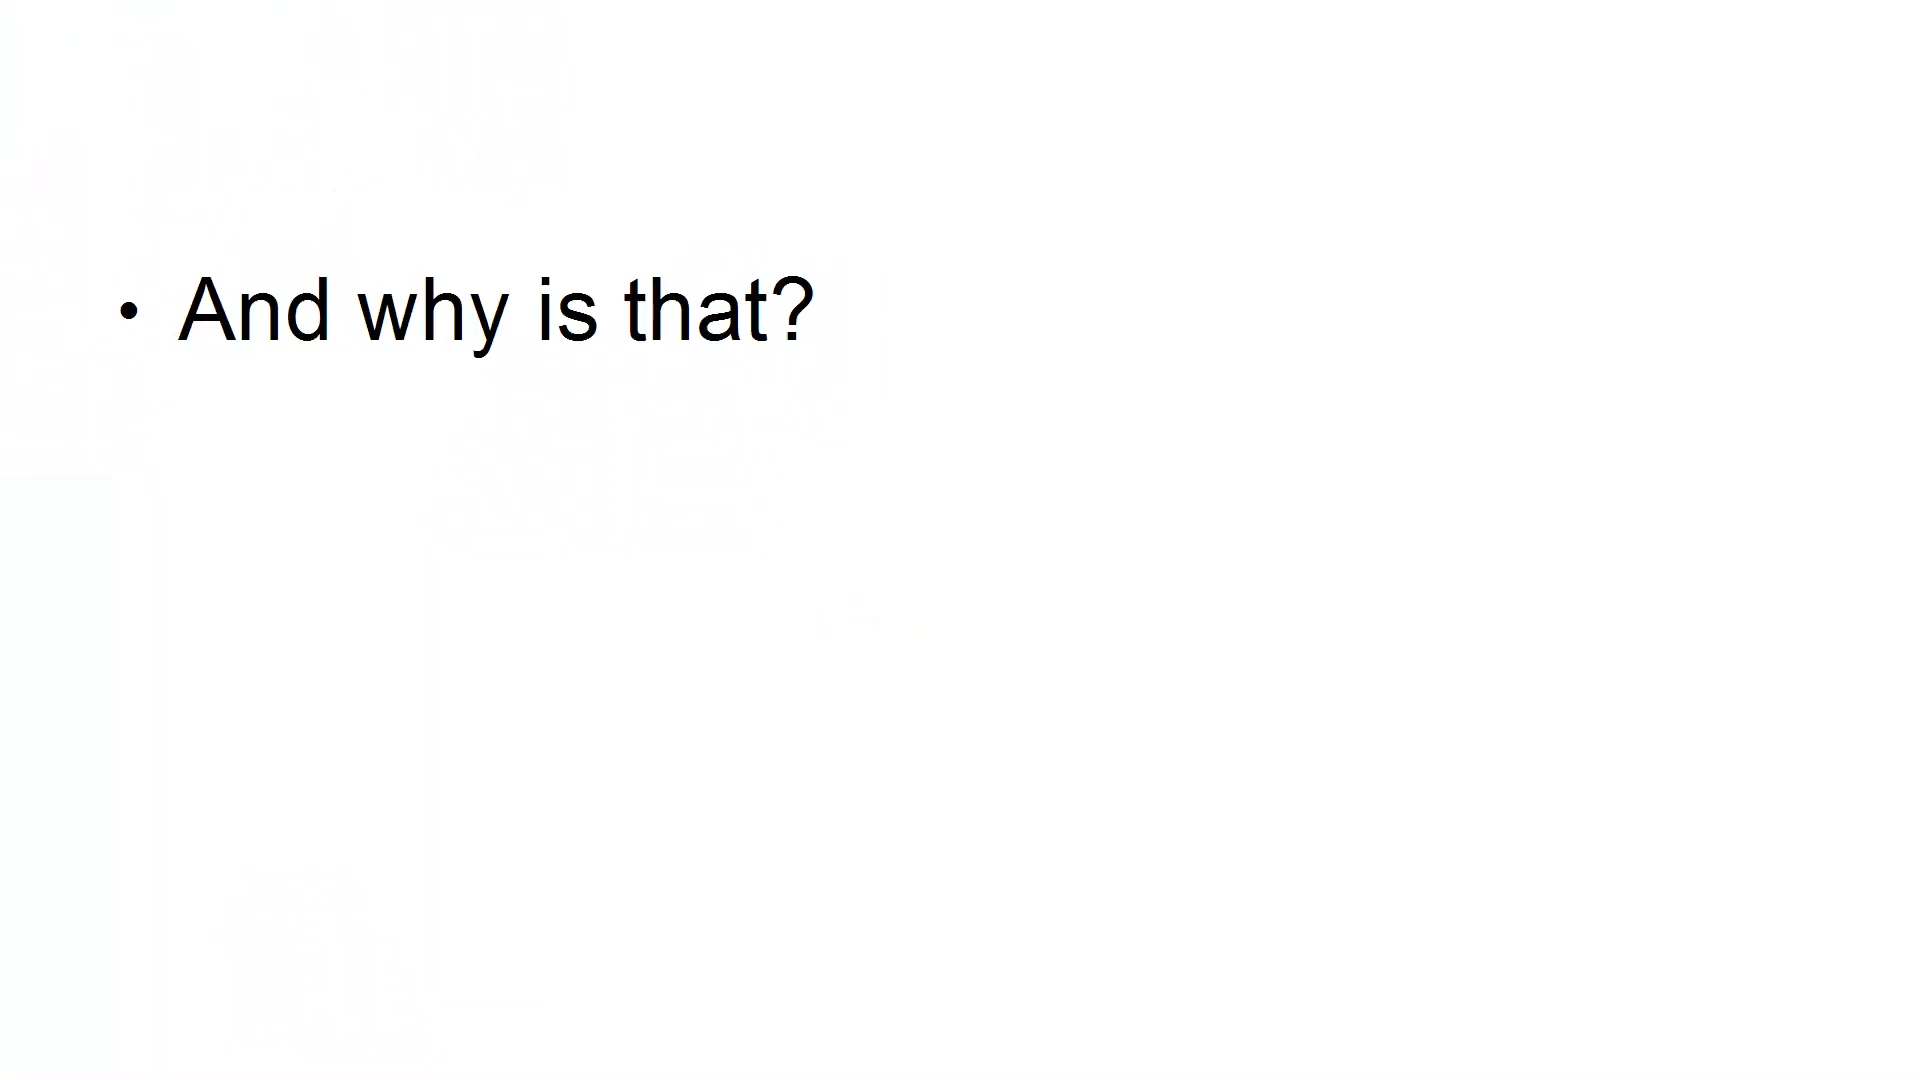 • And why is that?